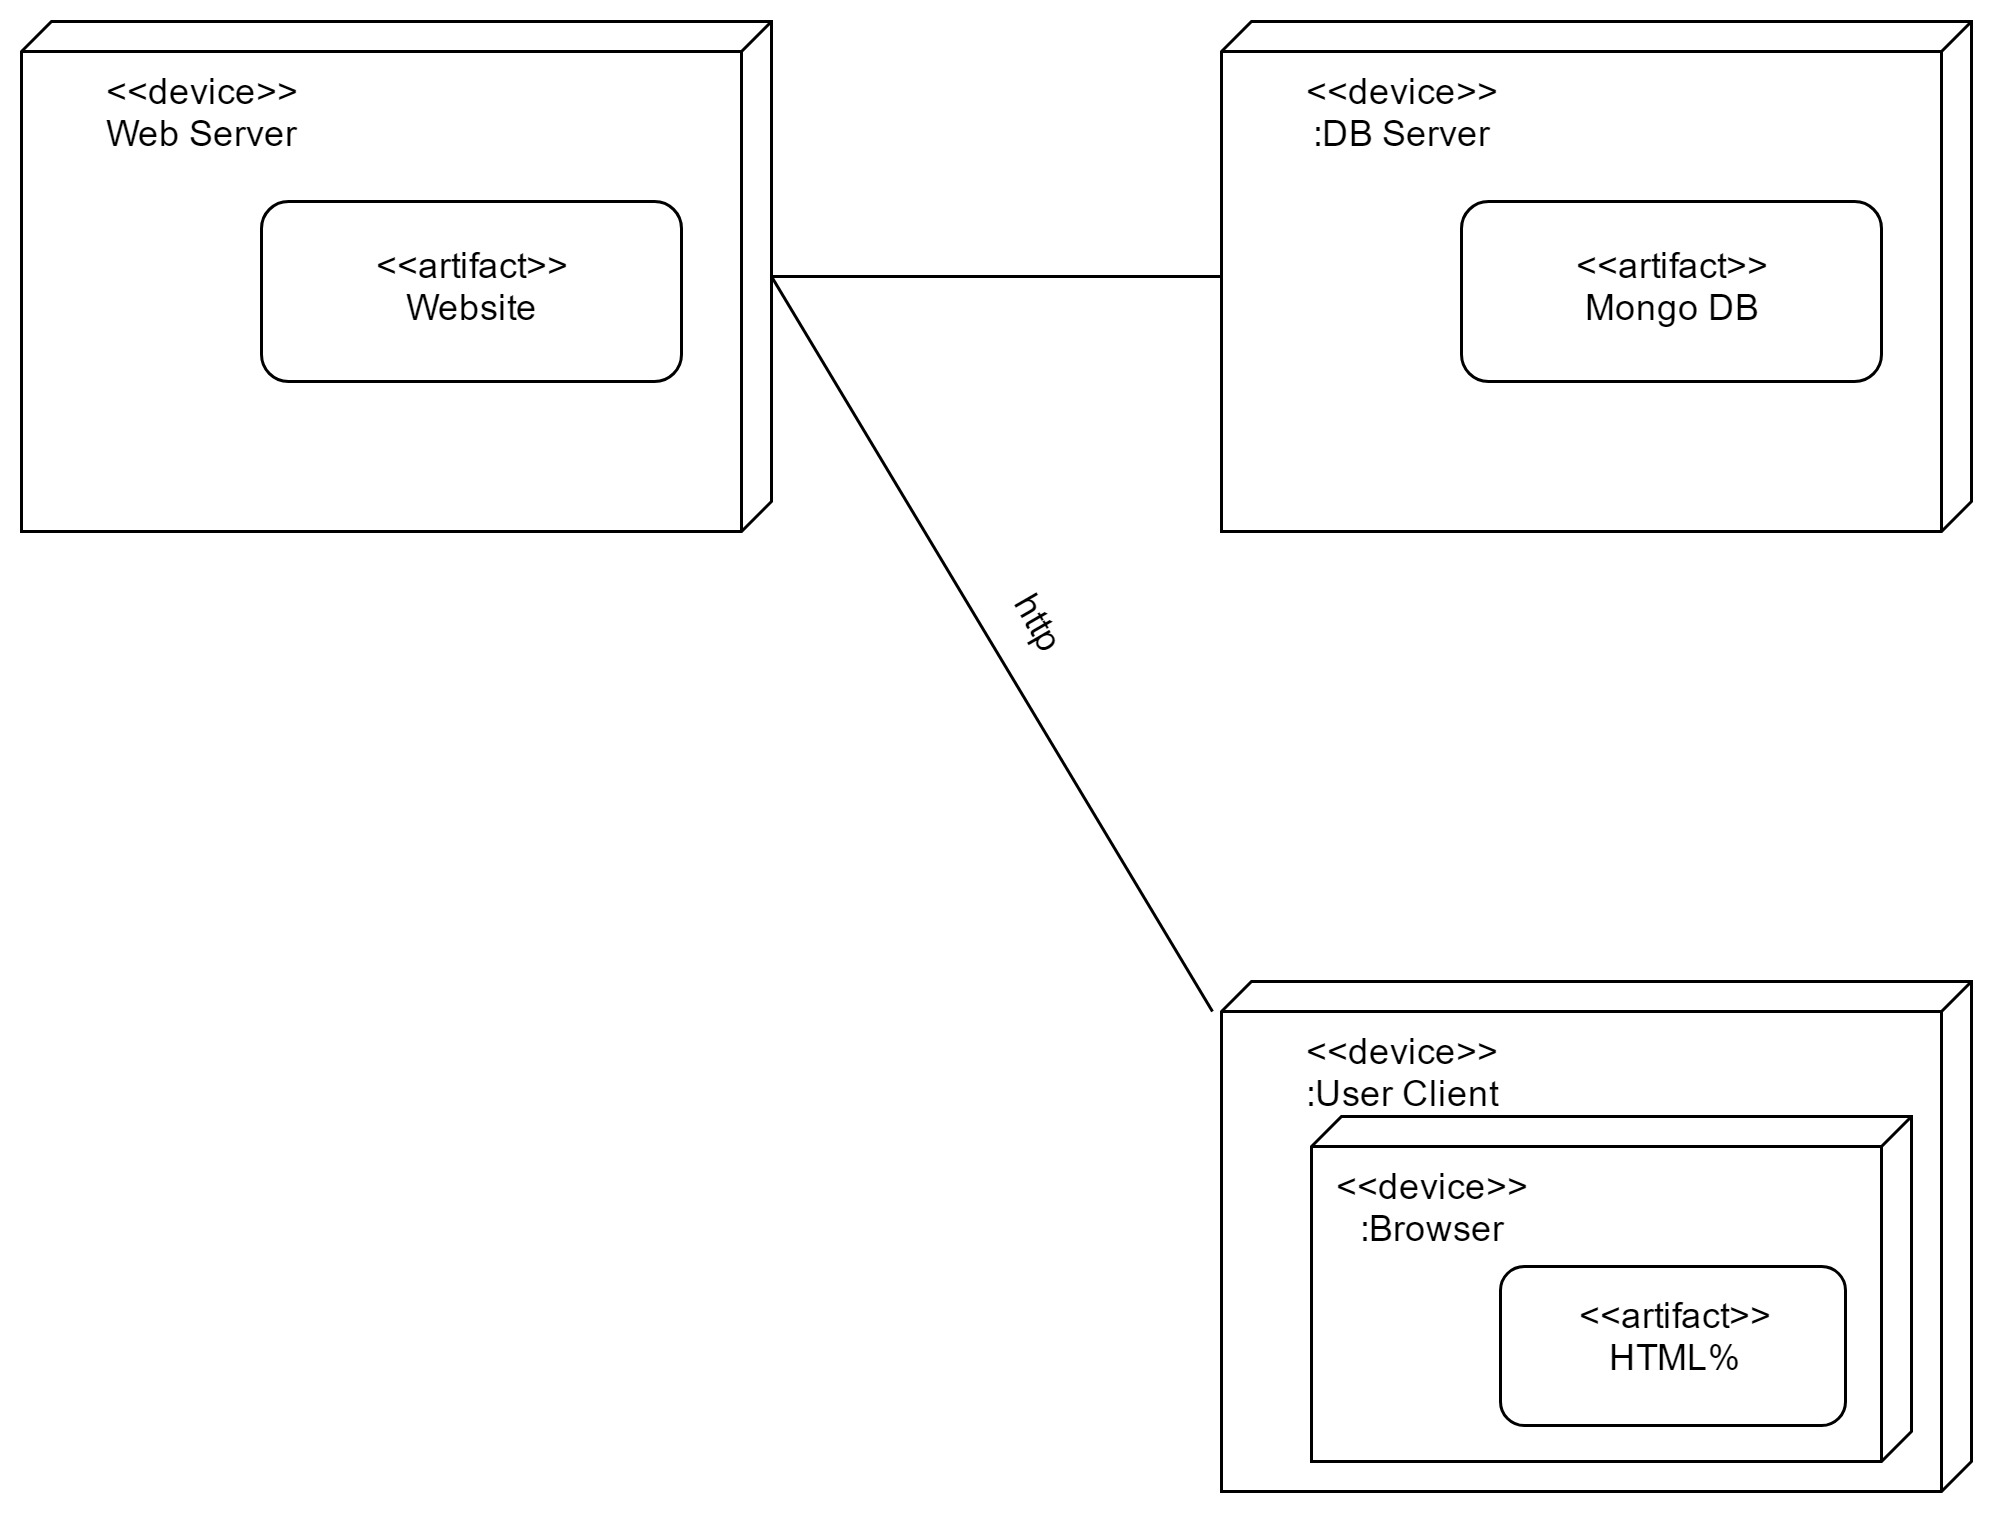 <<device>>
Web Server
<<artifact>>
Website
<<device>>
:DB Server
<<artifact>>
Mongo DB
http
<<device>>
:User Client
<<device>>
:Browser
<<artifact>>
HTML%